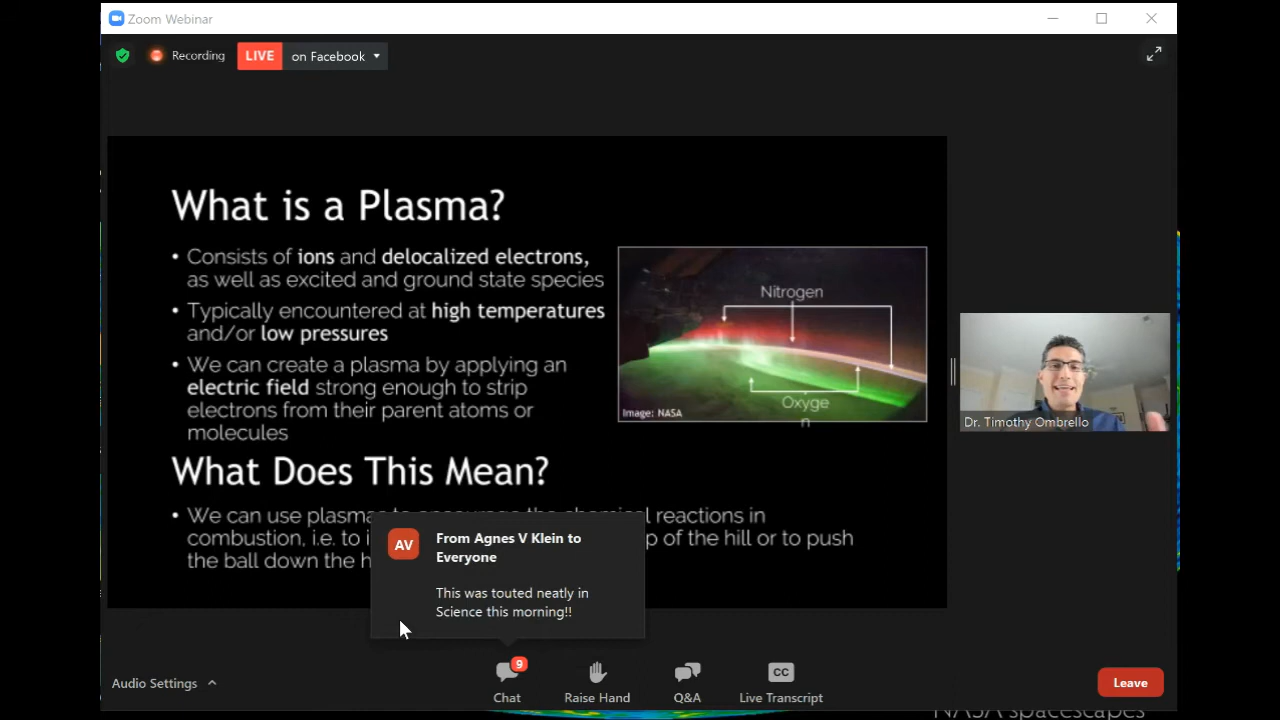 Zoom Webinar
Recording
LIVE
on Facebook
What is a Plasma?
• Consists of ions and delocalized electrons,
as well as excited and ground state species
• Typically encountered at high temperatures
and/or low pressures
• We can create a plasma by applying an
electric field strong enough to strip
electrons from their parent atoms or
molecules
Nitrogen
Oxyge
n
Image: NASA
Dr. Timothy Ombrello
What Does This Mean?
• We can use plasmas to encourage the chemical reactions in
combustion, i.e. to i
p of the hill or to push
the ball down the h
AV
From Agnes V Klein to
Everyone
This was touted neatly in
Science this morning!!
Audio Settings
9
Chat
Raise Hand
Q&A
CC
Live Transcript
Leave
NASA spacescapes